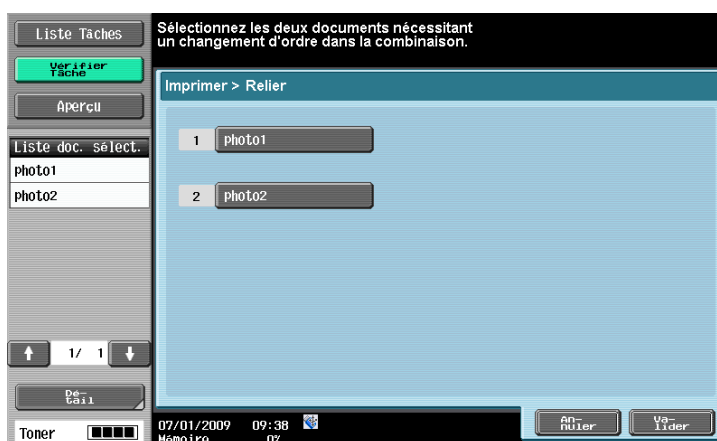 Liste Tâches
Sélectionnez les deux documents nécessitant
un changement d'ordre dans la combinaison.
Vérifier
Tâche
Imprimer > Relier
Aperçu
Liste doc. sélect.
1 photo1
photo1
photo2
2 photo2
1/ 1
Dé-
tail
An-
nuler
Va-
lider
07/01/2009 09:38
Toner
Mémoire 0%